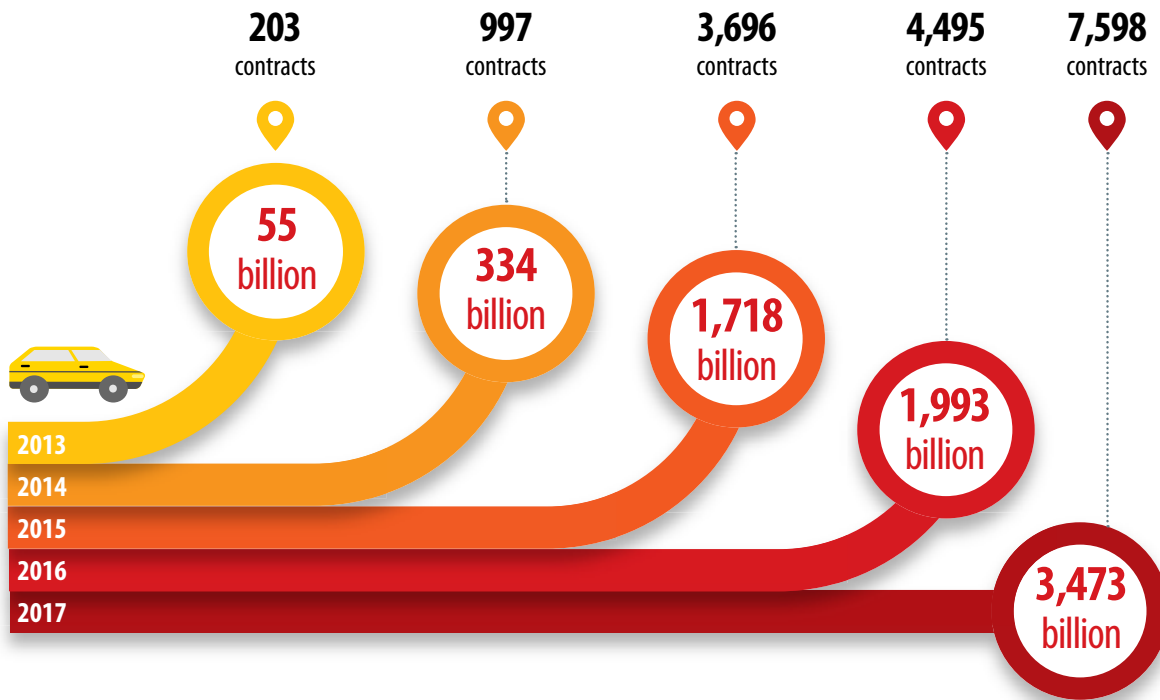 203
contracts
997
contracts
3,696
contracts
4,495
contracts
7,598
contracts
55
billion
334
billion
1,718
billion
1,993
billion
3,473
billion
2013
2014
2015
2016
2017